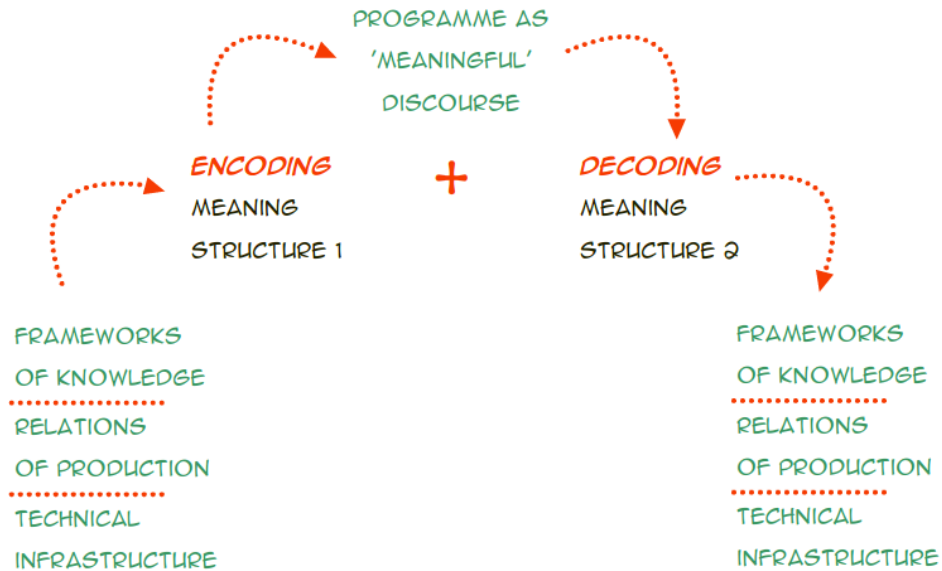 PROGRAMME AS
'MEANINGFUL'
DISCOURSE
ENCODING
MEANING
STRUCTURE 1
+
DECODING
MEANING
STRUCTURE 2
FRAMEWORKS
OF KNOWLEDGE
RELATIONS
OF PRODUCTION
TECHNICAL
INFRASTRUCTURE
FRAMEWORKS
OF KNOWLEDGE
RELATIONS
OF PRODUCTION
TECHNICAL
INFRASTRUCTURE